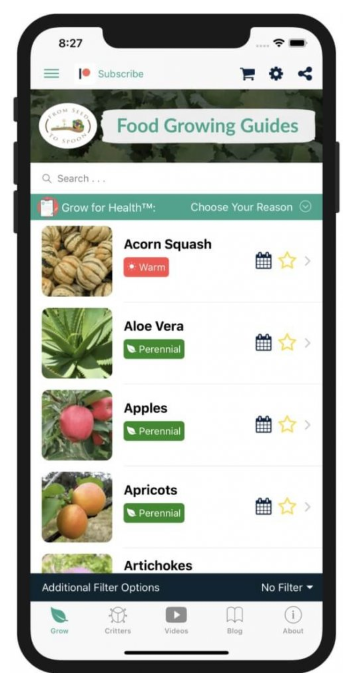 8:27
Subscribe
FROM SEED
TO SPOON
Food Growing Guides
Search . . .
Grow for Health™: Choose Your Reason
Acorn Squash
Warm
Aloe Vera
Perennial
Apples
Perennial
Apricots
Perennial
Artichokes
Additional Filter Options No Filter
Grow Critters Videos Blog About